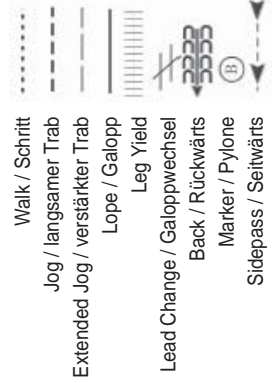 Walk / Schritt
Jog / langsamer Trab
Extended Jog / verstärkter Trab
Lope / Galopp
Leg Yield
Lead Change / Galoppwechsel
Back / Rückwärts
Marker / Pylone
B
Sidepass / Seitwärts